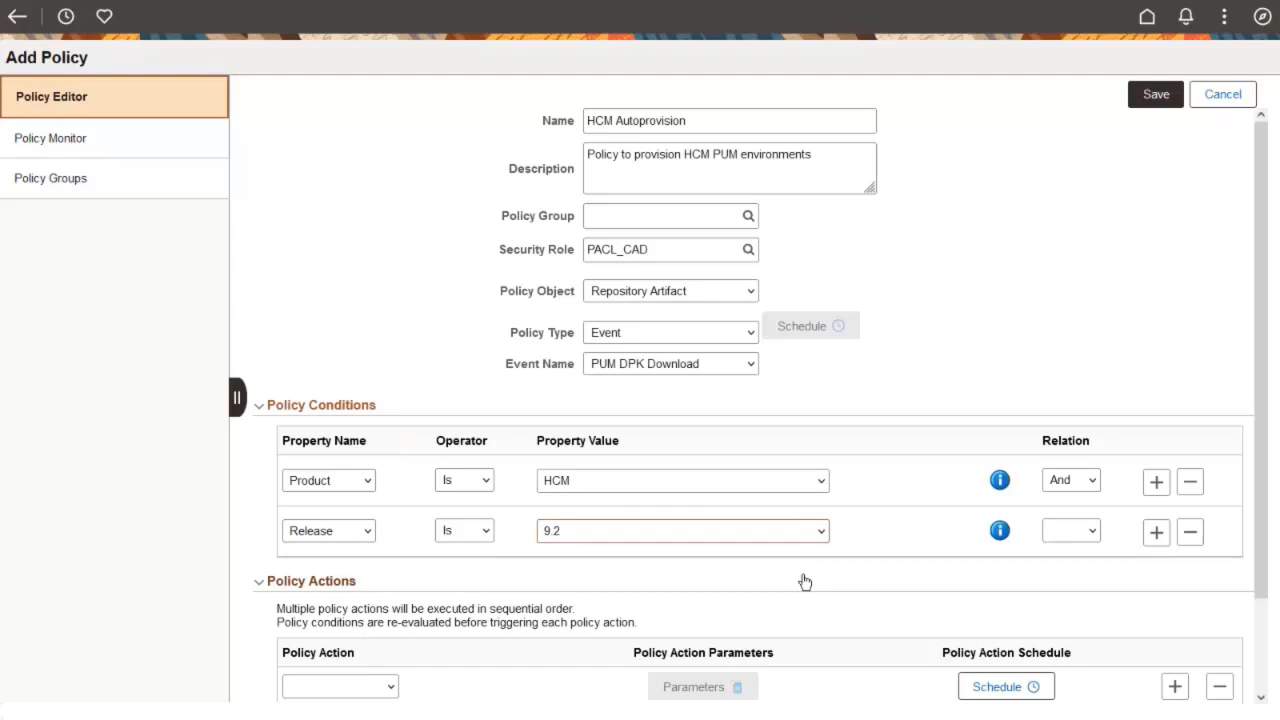 Add Policy
Policy Editor
Policy Monitor
Policy Groups
Save Cancel
Name HCM Autoprovision
Description Policy to provision HCM PUM environments
Policy Group
Security Role PACL_CAD
Policy Object Repository Artifact
Policy Type Event Schedule
Event Name PUM DPK Download
Policy Conditions
Property Name Operator Property Value Relation
Product Is HCM And
Release Is 9.2
Policy Actions
Multiple policy actions will be executed in sequential order.
Policy conditions are re-evaluated before triggering each policy action.
Policy Action Policy Action Parameters Policy Action Schedule
Parameters Schedule